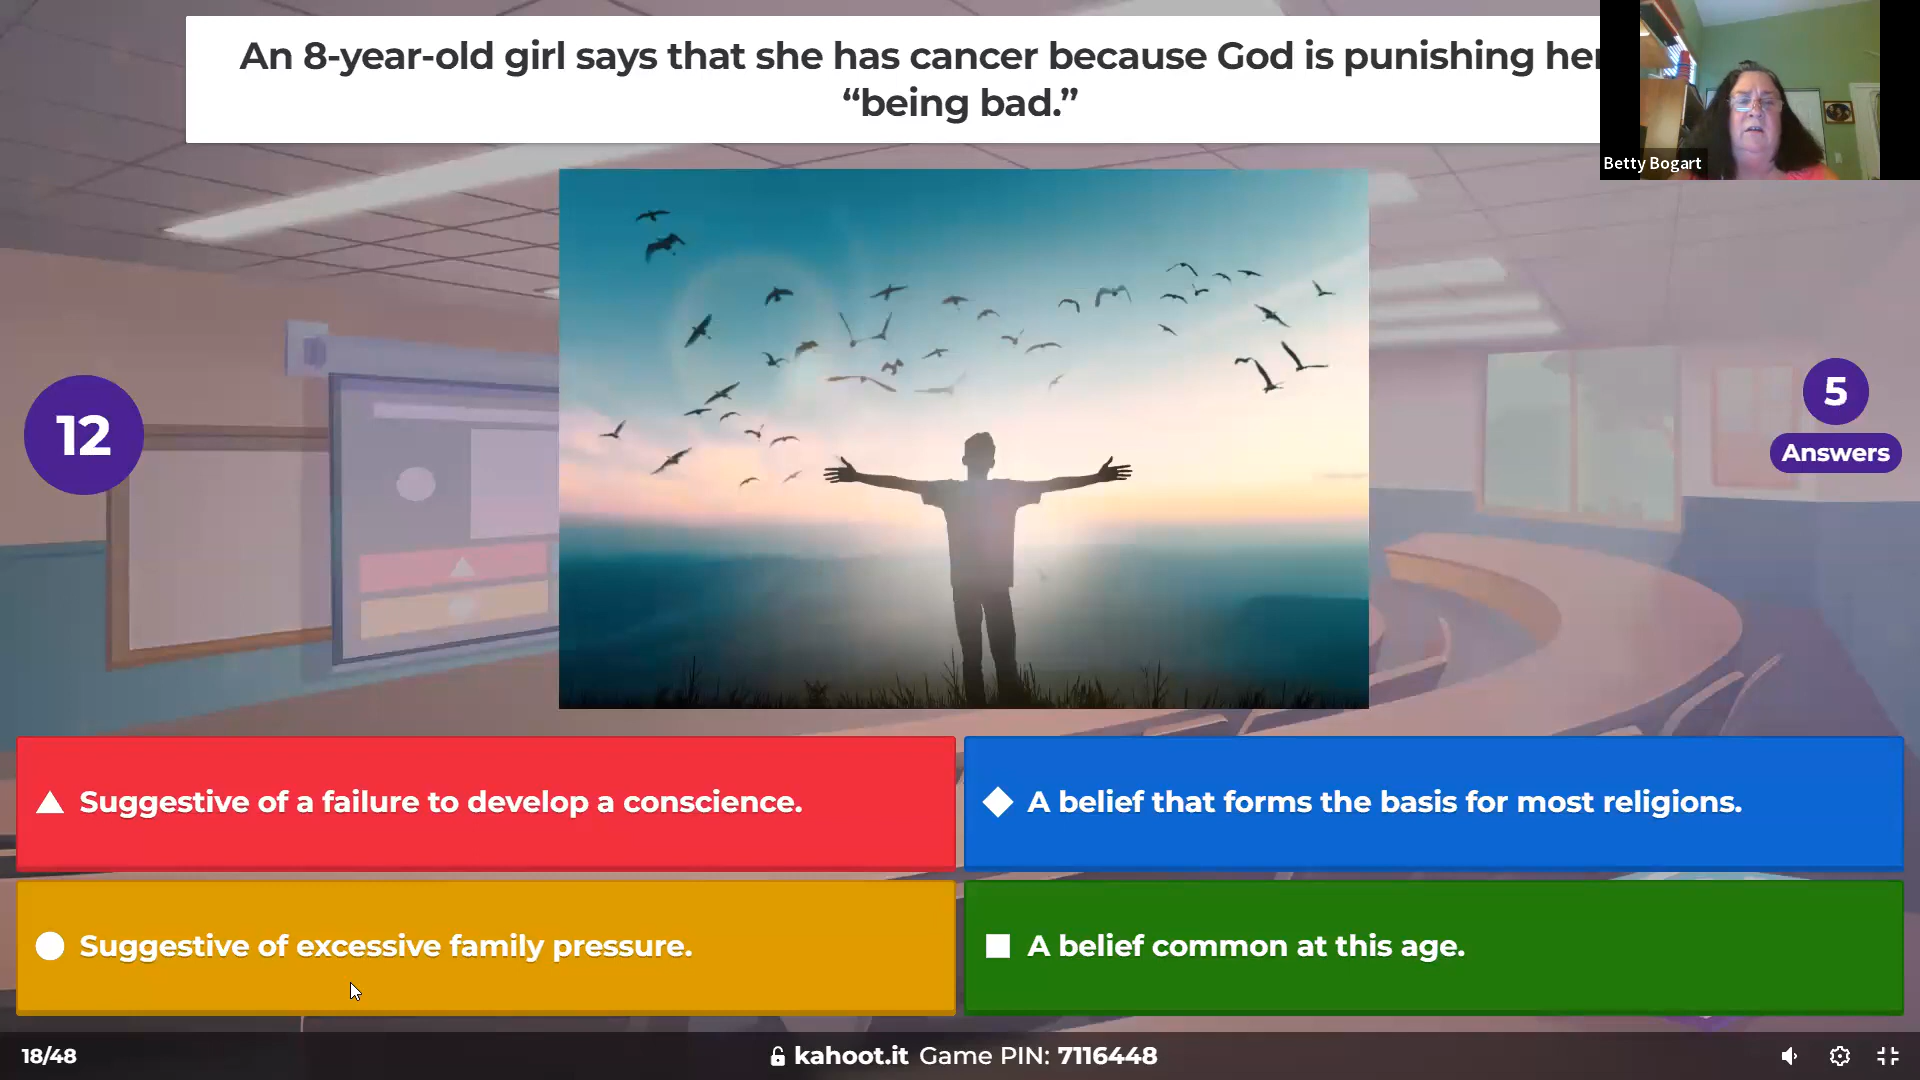 An 8-year-old girl says that she has cancer because God is punishing her
“being bad.”
Betty Bogart
12
5
Answers
Suggestive of a failure to develop a conscience.
A belief that forms the basis for most religions.
Suggestive of excessive family pressure.
A belief common at this age.
18/48
kahoot.it Game PIN: 7116448